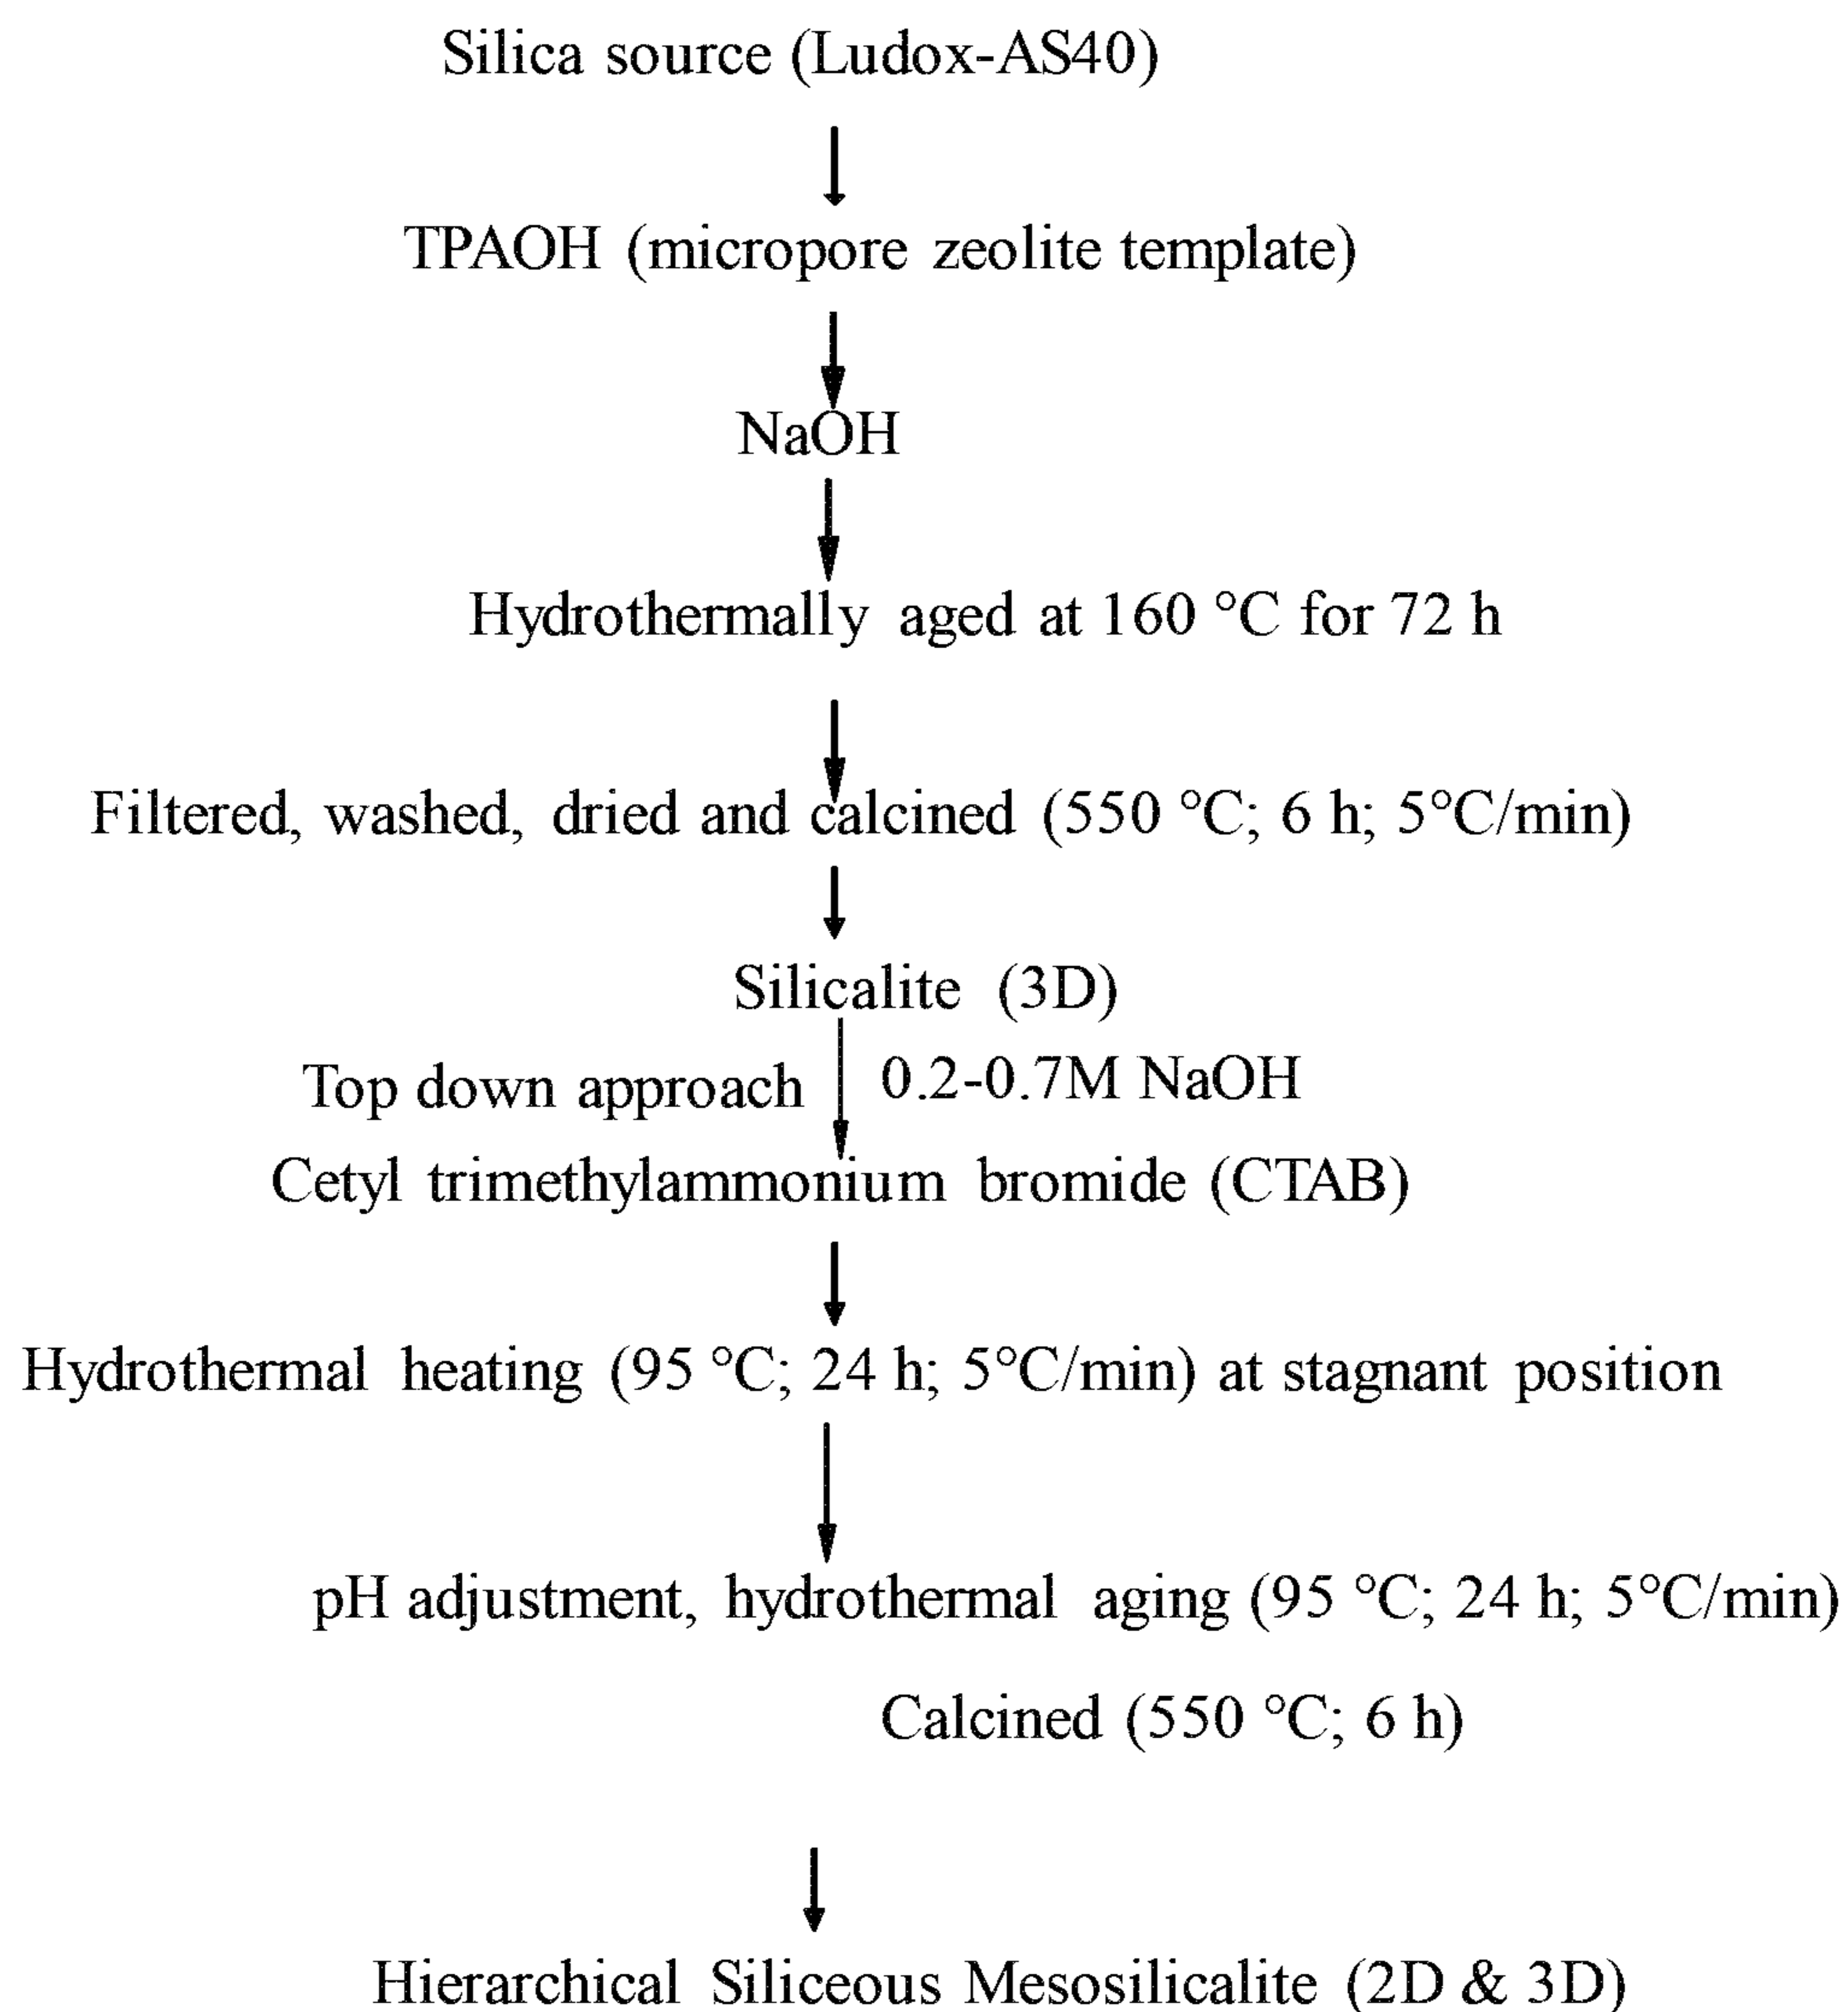 Silica source (Ludox-AS40)
TPAOH (micropore zeolite template)
NaOH
Hydrothermally aged at 160 °C for 72 h
Filtered, washed, dried and calcined (550 °C; 6 h; 5°C/min)
Silicalite (3D)
Top down approach 0.2-0.7M NaOH
Cetyl trimethylammonium bromide (CTAB)
Hydrothermal heating (95 °C; 24 h; 5°C/min) at stagnant position
pH adjustment, hydrothermal aging (95 °C; 24 h; 5°C/min)
Calcined (550 °C; 6 h)
Hierarchical Siliceous Mesosilicalite (2D & 3D)